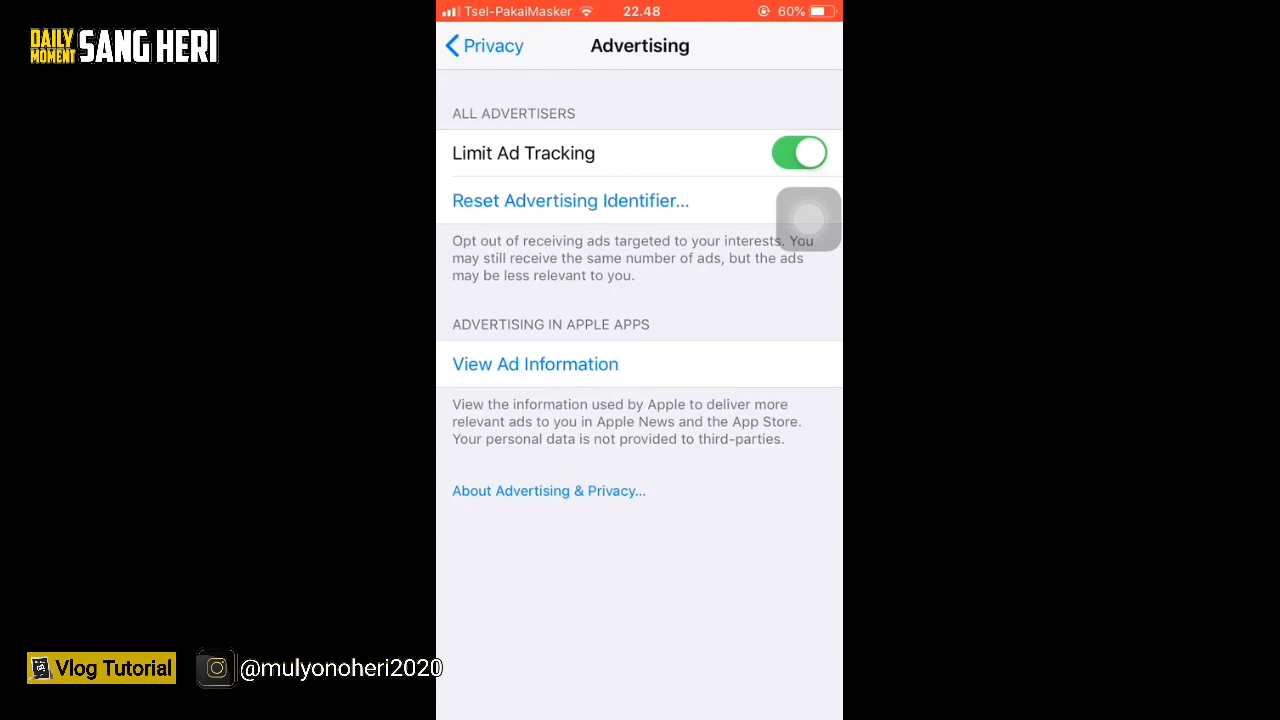 DAILY MOMENT SANG HERI
Tsel-PakaiMasker 22.48 60%
Privacy Advertising
ALL ADVERTISERS
Limit Ad Tracking
Reset Advertising Identifier...
Opt out of receiving ads targeted to your interests. You
may still receive the same number of ads, but the ads
may be less relevant to you.
ADVERTISING IN APPLE APPS
View Ad Information
View the information used by Apple to deliver more
relevant ads to you in Apple News and the App Store.
Your personal data is not provided to third-parties.
About Advertising & Privacy...
Vlog Tutorial @mulyonoheri2020